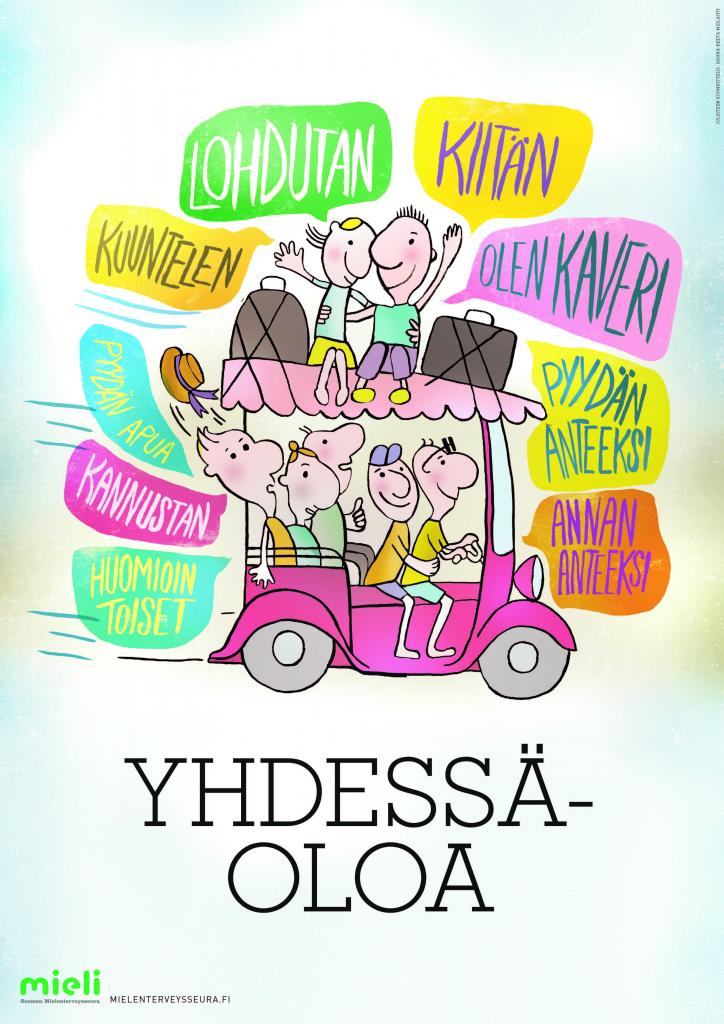 LOHDUTAN
KIITÄN
KUUNTELEN
OLEN KAVERI
PYYDÄN APUA
PYYDÄN
ANTEEKSI
KANNUSTAN
ANNAN
ANTEEKSI
HUOMIOIN
TOISET
YHDESSÄ-
OLOA
mieli
Suomen Mielenterveysseura
MIELENTERVEYSSEURA.FI